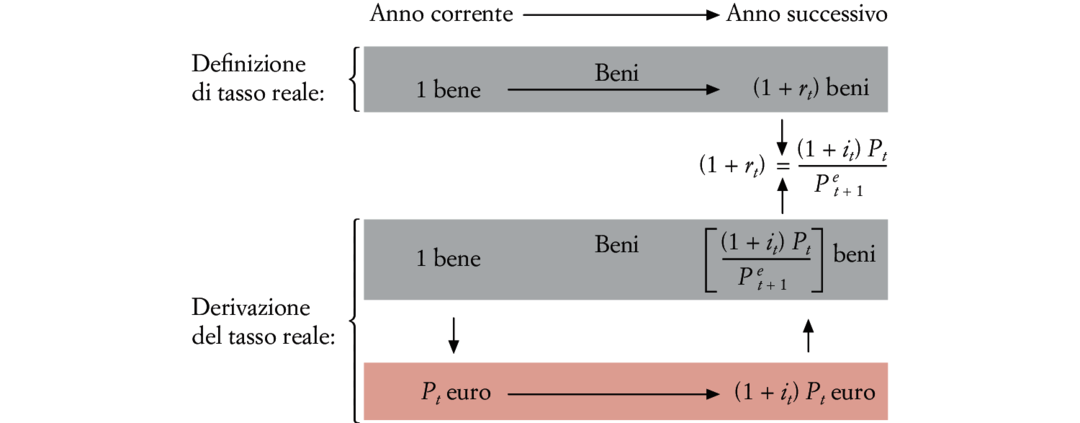 Anno corrente Anno successivo
Definizione
di tasso reale:
1 bene Beni (1 + r_t) beni
(1 + r_t) = (1 + i_t) P_t / P^e_{t+1}
1 bene Beni [(1 + i_t) P_t / P^e_{t+1}] beni
Derivazione
del tasso reale:
P_t euro (1 + i_t) P_t euro